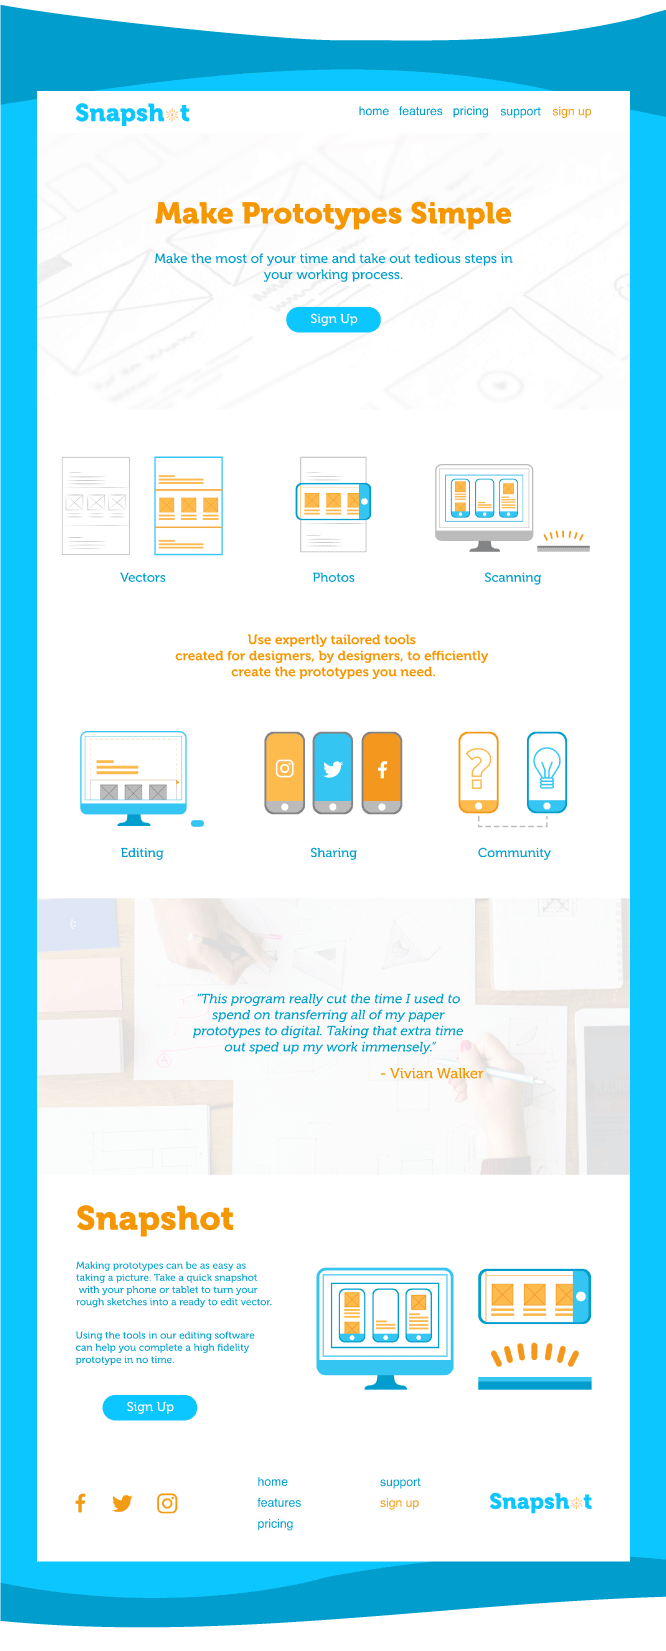 Snapshot
home features pricing support sign up
Make Prototypes Simple
Make the most of your time and take out tedious steps in
your working process.
Sign Up
Vectors
Photos
Scanning
Use expertly tailored tools
created for designers, by designers, to efficiently
create the prototypes you need.
?
Editing
Sharing
Community
"This program really cut the time I used to
spend on transferring all of my paper
prototypes to digital. Taking that extra time
out sped up my work immensely."
- Vivian Walker
Snapshot
Making prototypes can be as easy as
taking a picture. Take a quick snapshot
with your phone or tablet to turn your
rough sketches into a ready to edit vector.
Using the tools in our editing software
can help you complete a high fidelity
prototype in no time.
Sign Up
home
features
pricing
support
sign up
Snapshot